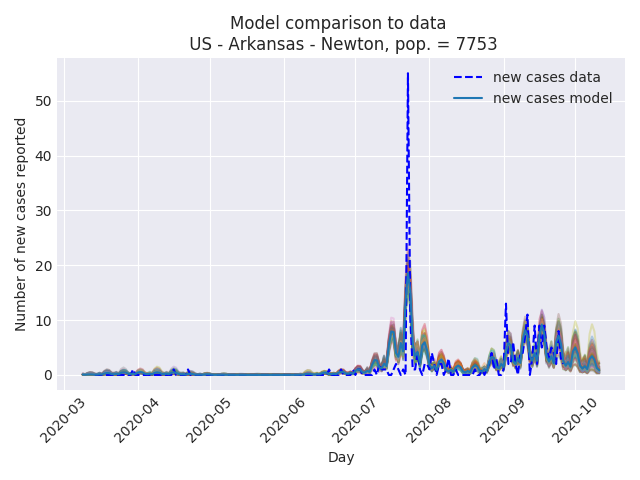 Model comparison to data
US - Arkansas - Newton, pop. = 7753
new cases data
new cases model
Number of new cases reported
50
40
30
20
10
0
2020-03
2020-04
2020-05
2020-06
2020-07
2020-08
2020-09
2020-10
Day